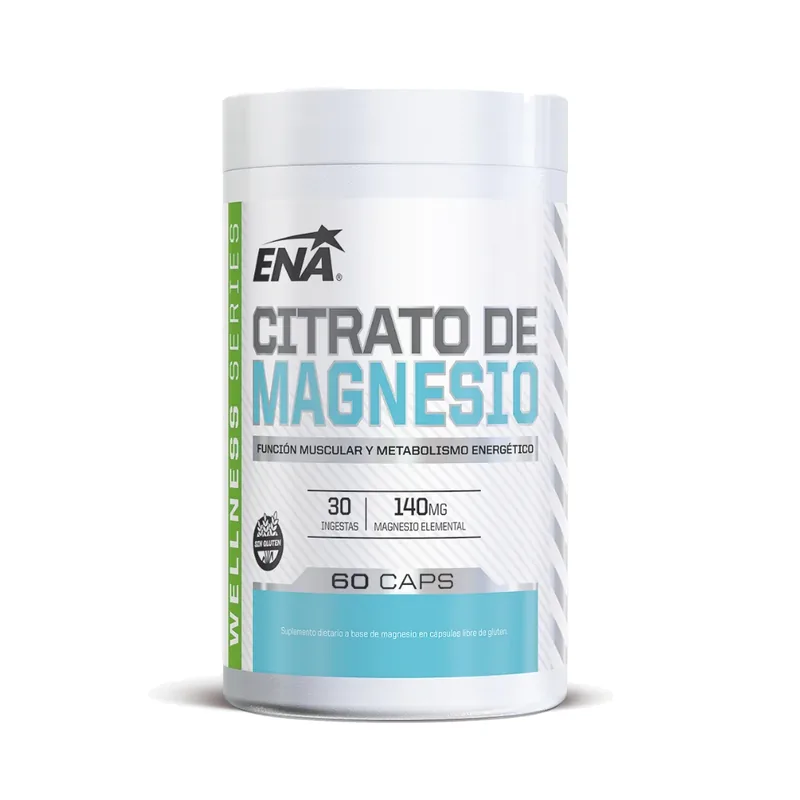 ENA®
CITRATO DE
MAGNESIO
FUNCIÓN MUSCULAR Y METABOLISMO ENERGÉTICO
30
INGESTAS
140MG
MAGNESIO ELEMENTAL
SIN GLUTEN
60 CAPS
Suplemento dietario a base de magnesio en cápsulas libre de gluten.
WELLNESS SERIES